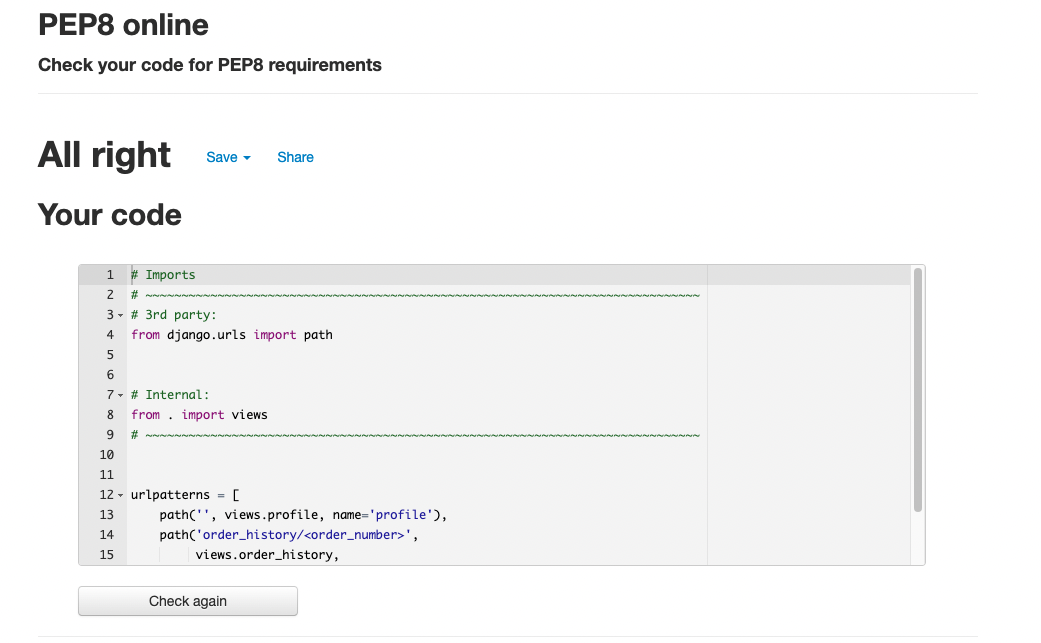 PEP8 online
Check your code for PEP8 requirements
All right Save Share
Your code
1 # Imports
2 # ~~~~~~~~~~~~~~~~~~~~~~~~~~~~~~~~~~~~~~~~~~~~~~~~~~~~~~~~~~~~~~~~~~~~~~~~~~~~~
3 # 3rd party:
4 from django.urls import path
5
6
7 # Internal:
8 from . import views
9 # ~~~~~~~~~~~~~~~~~~~~~~~~~~~~~~~~~~~~~~~~~~~~~~~~~~~~~~~~~~~~~~~~~~~~~~~~~~~~~
10
11
12 urlpatterns = [
13     path('', views.profile, name='profile'),
14     path('order_history/<order_number>',
15          views.order_history,
Check again